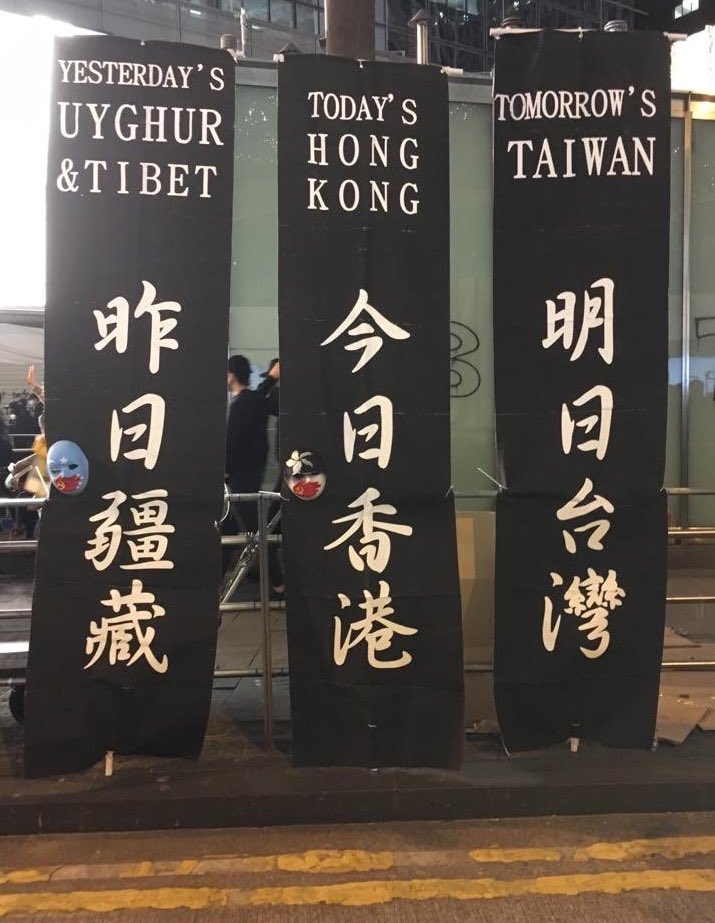 YESTERDAY'S
UYGHUR
&TIBET
昨日疆藏
TODAY'S
HONG
KONG
今日香港
TOMORROW'S
TAIWAN
明日台灣